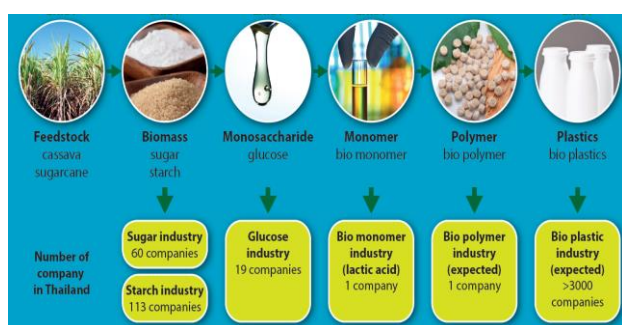 Feedstock
cassava
sugarcane
Biomass
sugar
starch
Monosaccharide
glucose
Monomer
bio monomer
Polymer
bio polymer
Plastics
bio plastics
Number of
company
in Thailand
Sugar industry
60 companies
Starch industry
113 companies
Glucose
industry
19 companies
Bio monomer
industry
(lactic acid)
1 company
Bio polymer
industry
(expected)
1 company
Bio plastic
industry
(expected)
>3000
companies